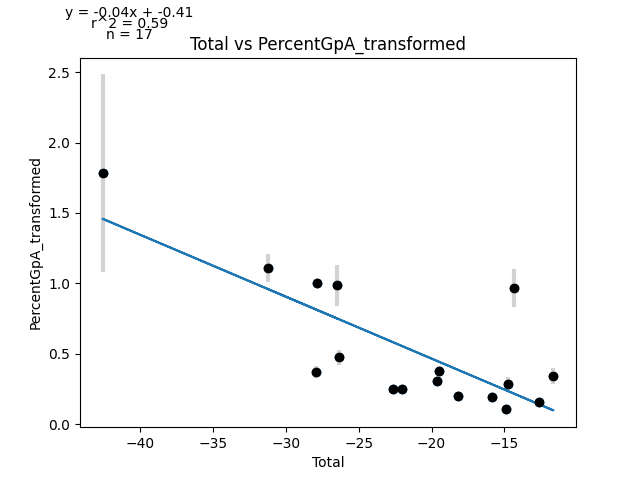 y = -0.04x + -0.41
r^2 = 0.59
n = 17
Total vs PercentGpA_transformed
PercentGpA_transformed
2.5
2.0
1.5
1.0
0.5
0.0
−40
−35
−30
−25
−20
−15
Total